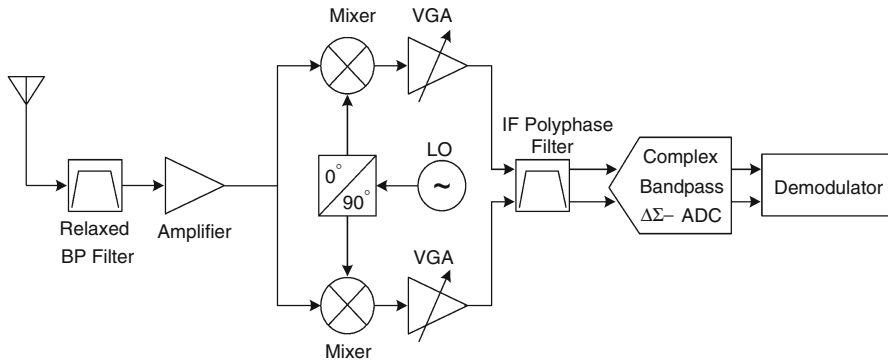 Mixer
VGA
Relaxed
BP Filter
Amplifier
0°
90°
LO
~
IF Polyphase
Filter
Complex
Bandpass
ΔΣ− ADC
Demodulator
Mixer
VGA